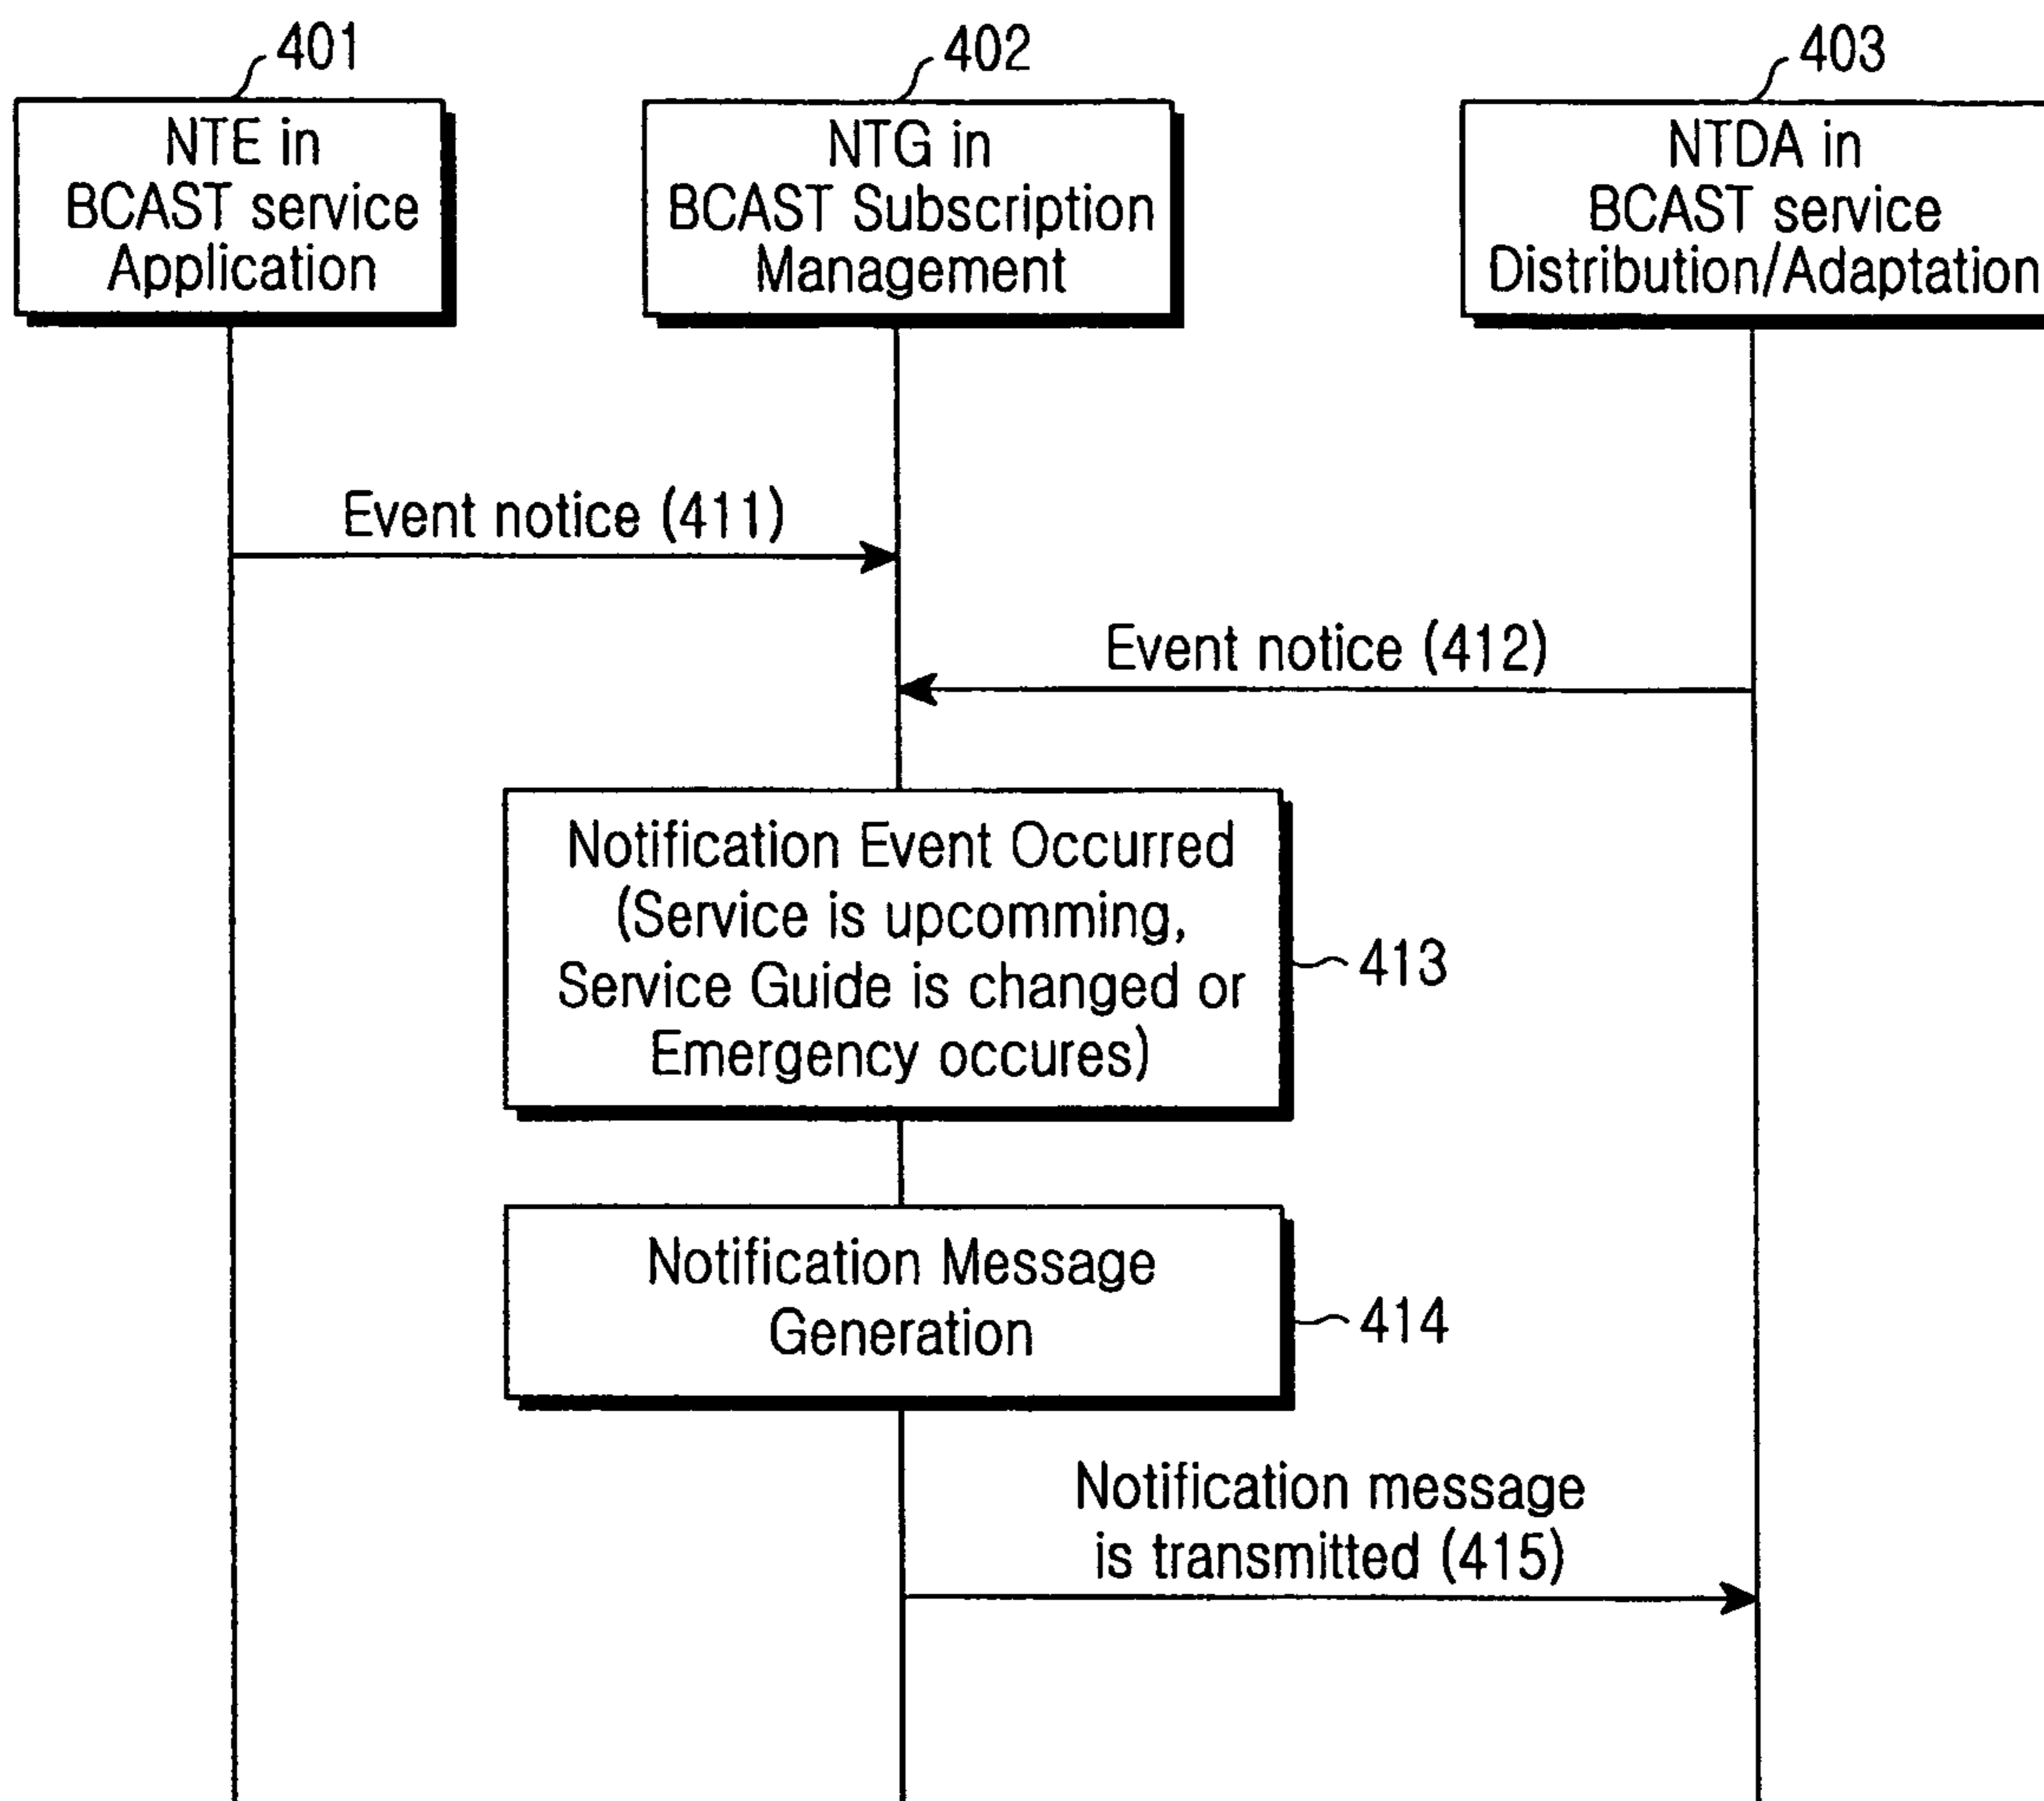 401
402
403
NTE in
BCAST service
Application
NTG in
BCAST Subscription
Management
NTDA in
BCAST service
Distribution/Adaptation
Event notice (411)
Event notice (412)
Notification Event Occurred
(Service is upcomming,
Service Guide is changed or
Emergency occures)
413
Notification Message
Generation
414
Notification message
is transmitted (415)